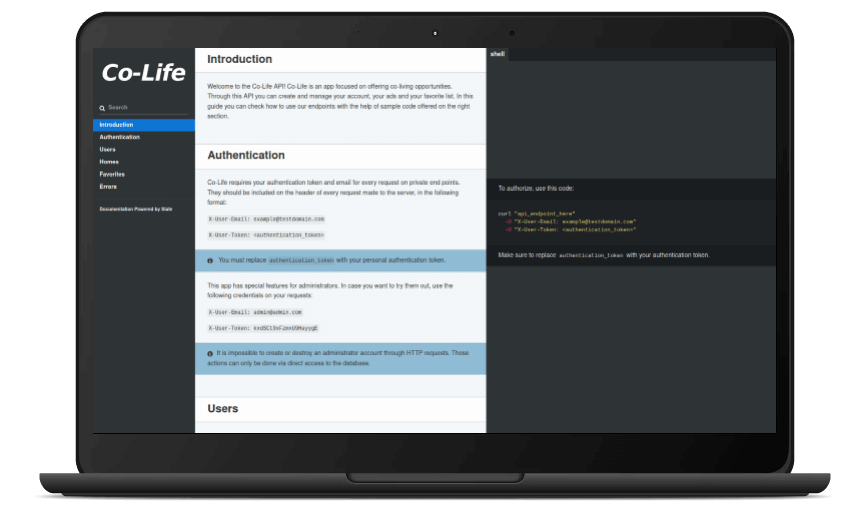 Co-Life
Search
Introduction
Authentication
Users
Homes
Favorites
Errors
Documentation Powered by Slate
Introduction
Welcome to the Co-Life API! Co-Life is an app focused on offering co-living opportunities.
Through this API you can create and manage your account, your ads and your favorite list. In this
guide you can check how to use our endpoints with the help of sample code offered on the right
section.
Authentication
Co-Life requires your authentication token and email for every request on private end points.
They should be included on the header of every request made to the server, in the following
format:
X-User-Email: example@testdomain.com
X-User-Token: <authentication_token>
You must replace authentication_token with your personal authentication token.
This app has special features for administrators. In case you want to try them out, use the
following credentials on your requests:
X-User-Email: admin@admin.com
X-User-Token:
It is impossible to create or destroy an administrator account through HTTP requests. Those
actions can only be done via direct access to the database.
Users
shell
To authorize, use this code:
curl "api_endpoint_here"
-H "X-User-Email: example@testdomain.com"
-H "X-User-Token: <authentication_token>"
Make sure to replace authentication_token with your authentication token.